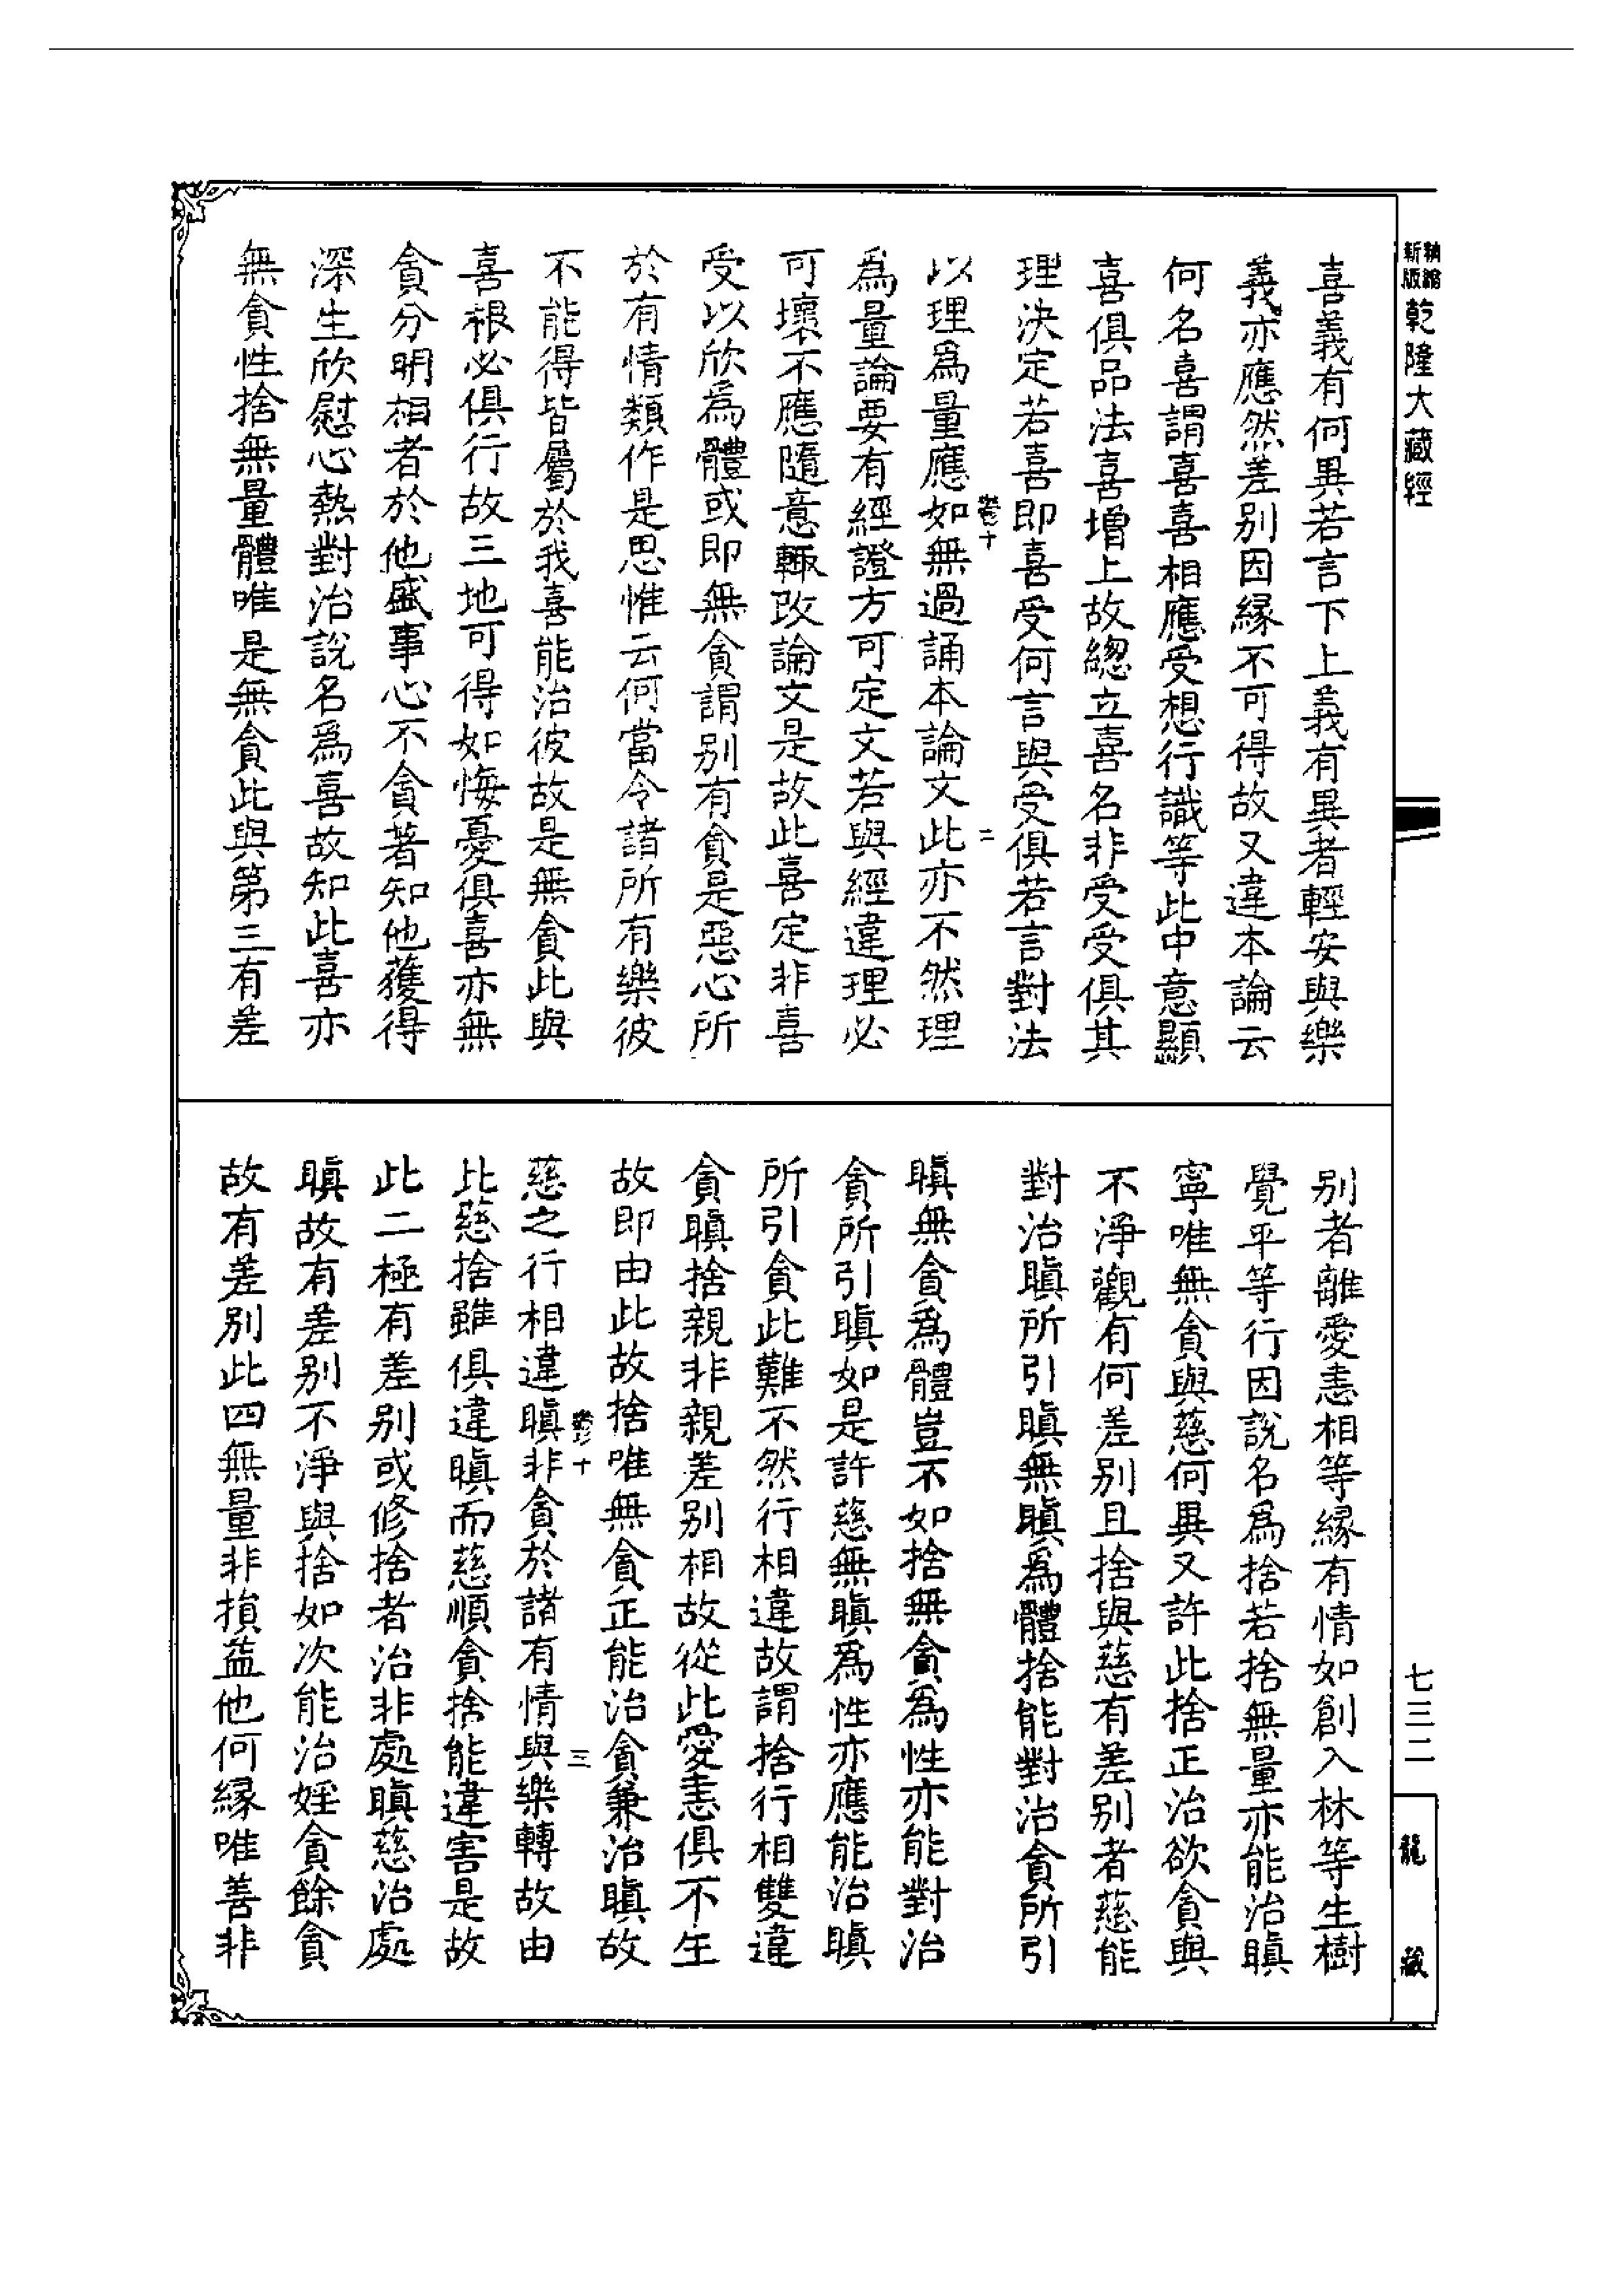 精縮新版乾隆大藏經
喜義有何異若言下上義有異者輕安與樂
義亦應然差別因緣不可得故又違本論云
何名喜謂喜喜相應受想行識等此中意顯
喜俱品法喜增上故總立喜名非受受俱其
理決定若喜即喜受何言與受俱若言對法
卷十
二
以理為量應如無過誦本論文此亦不然理
為量論要有經證方可定文若與經違理必
可壞不應隨意輒改論文是故此喜定非喜
受以欣為體或即無貪謂別有貪是惡心所
於有情類作是思惟云何當令諸所有樂彼
不能得皆屬於我喜能治彼故是無貪此與
喜根必俱行故三地可得如悔憂俱喜亦無
貪分明相者於他盛事心不貪著知他獲得
深生欣慰心熱對治說名為喜故知此喜亦
無貪性捨無量體唯是無貪此與第三有差
別者離愛恚相等緣有情如創入林等生樹
覺平等行因說名為捨若捨無量亦能治瞋
寧唯無貪與慈何異又許此捨正治欲貪與
不淨觀有何差別且捨與慈有差別者慈能
對治瞋所引瞋無瞋為體捨能對治貪所引
瞋無貪為體豈不如捨無貪為性亦能對治
貪所引瞋如是許慈無瞋為性亦應能治瞋
所引貪此難不然行相違故謂捨行相雙違
貪瞋捨親非親差別相故從此愛恚俱不生
故即由此故捨唯無貪正能治貪兼治瞋故
卷十
三
慈之行相違瞋非貪於諸有情與樂轉故由
比慈捨雖俱違瞋而慈順貪捨能違害是故
此二極有差別或修捨者治非處瞋慈治處
瞋故有差別不淨與捨如次能治婬貪餘貪
故有差別此四無量非損益他何緣唯善非
七三二
龍藏